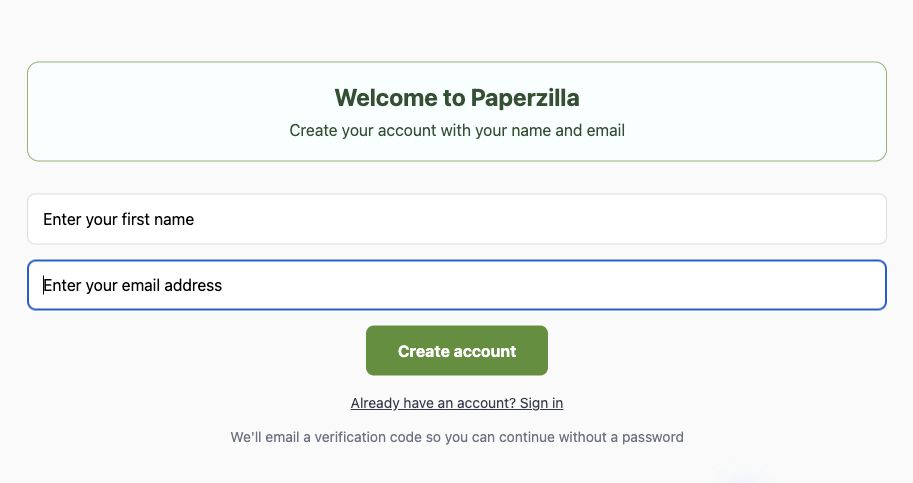 Welcome to Paperzilla
Create your account with your name and email
Enter your first name
Enter your email address
Create account
Already have an account? Sign in
We'll email a verification code so you can continue without a password